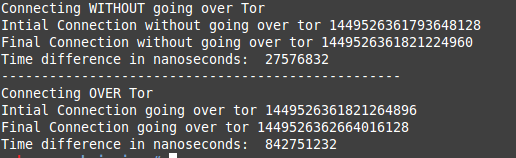 Connecting WITHOUT going over Tor
Intial Connection without going over tor 1449526361793648128
Final Connection without going over tor 1449526361821224960
Time difference in nanoseconds:  27576832
--------------------------------------------------
Connecting OVER Tor
Intial Connection going over tor 1449526361821264896
Final Connection going over tor 1449526362664016128
Time difference in nanoseconds:  842751232